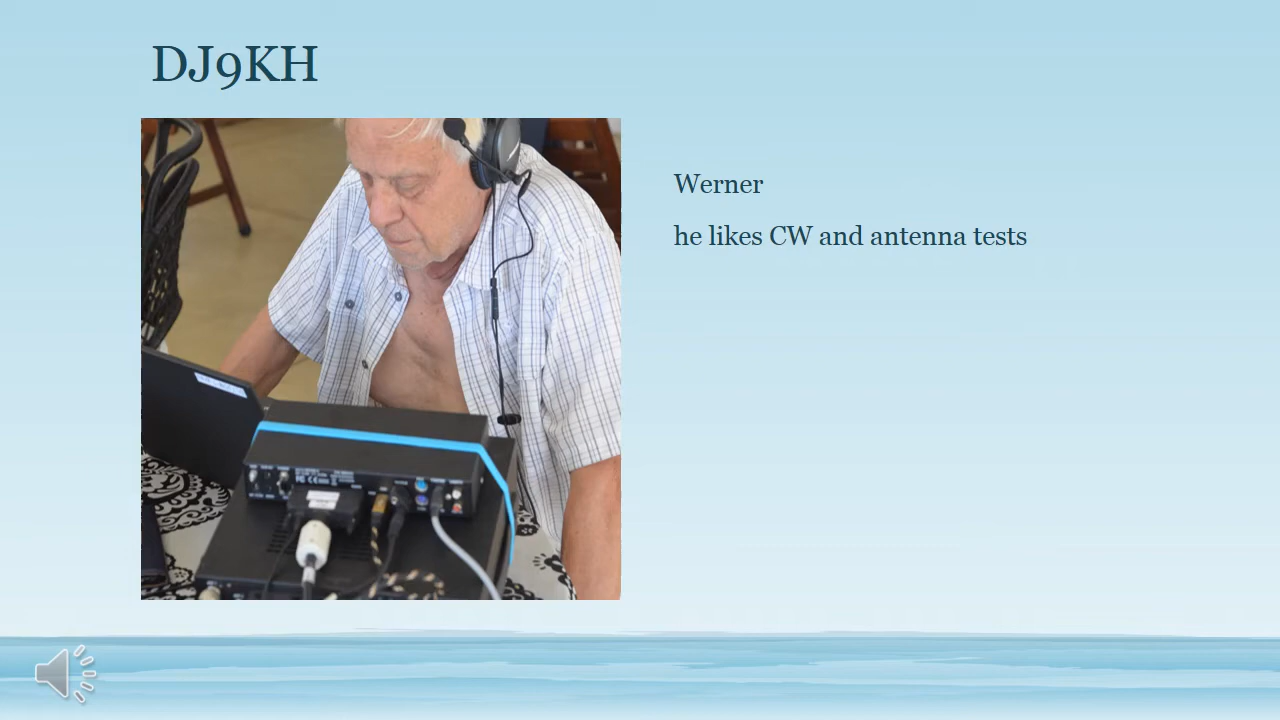 DJ9KH
Werner
he likes CW and antenna tests